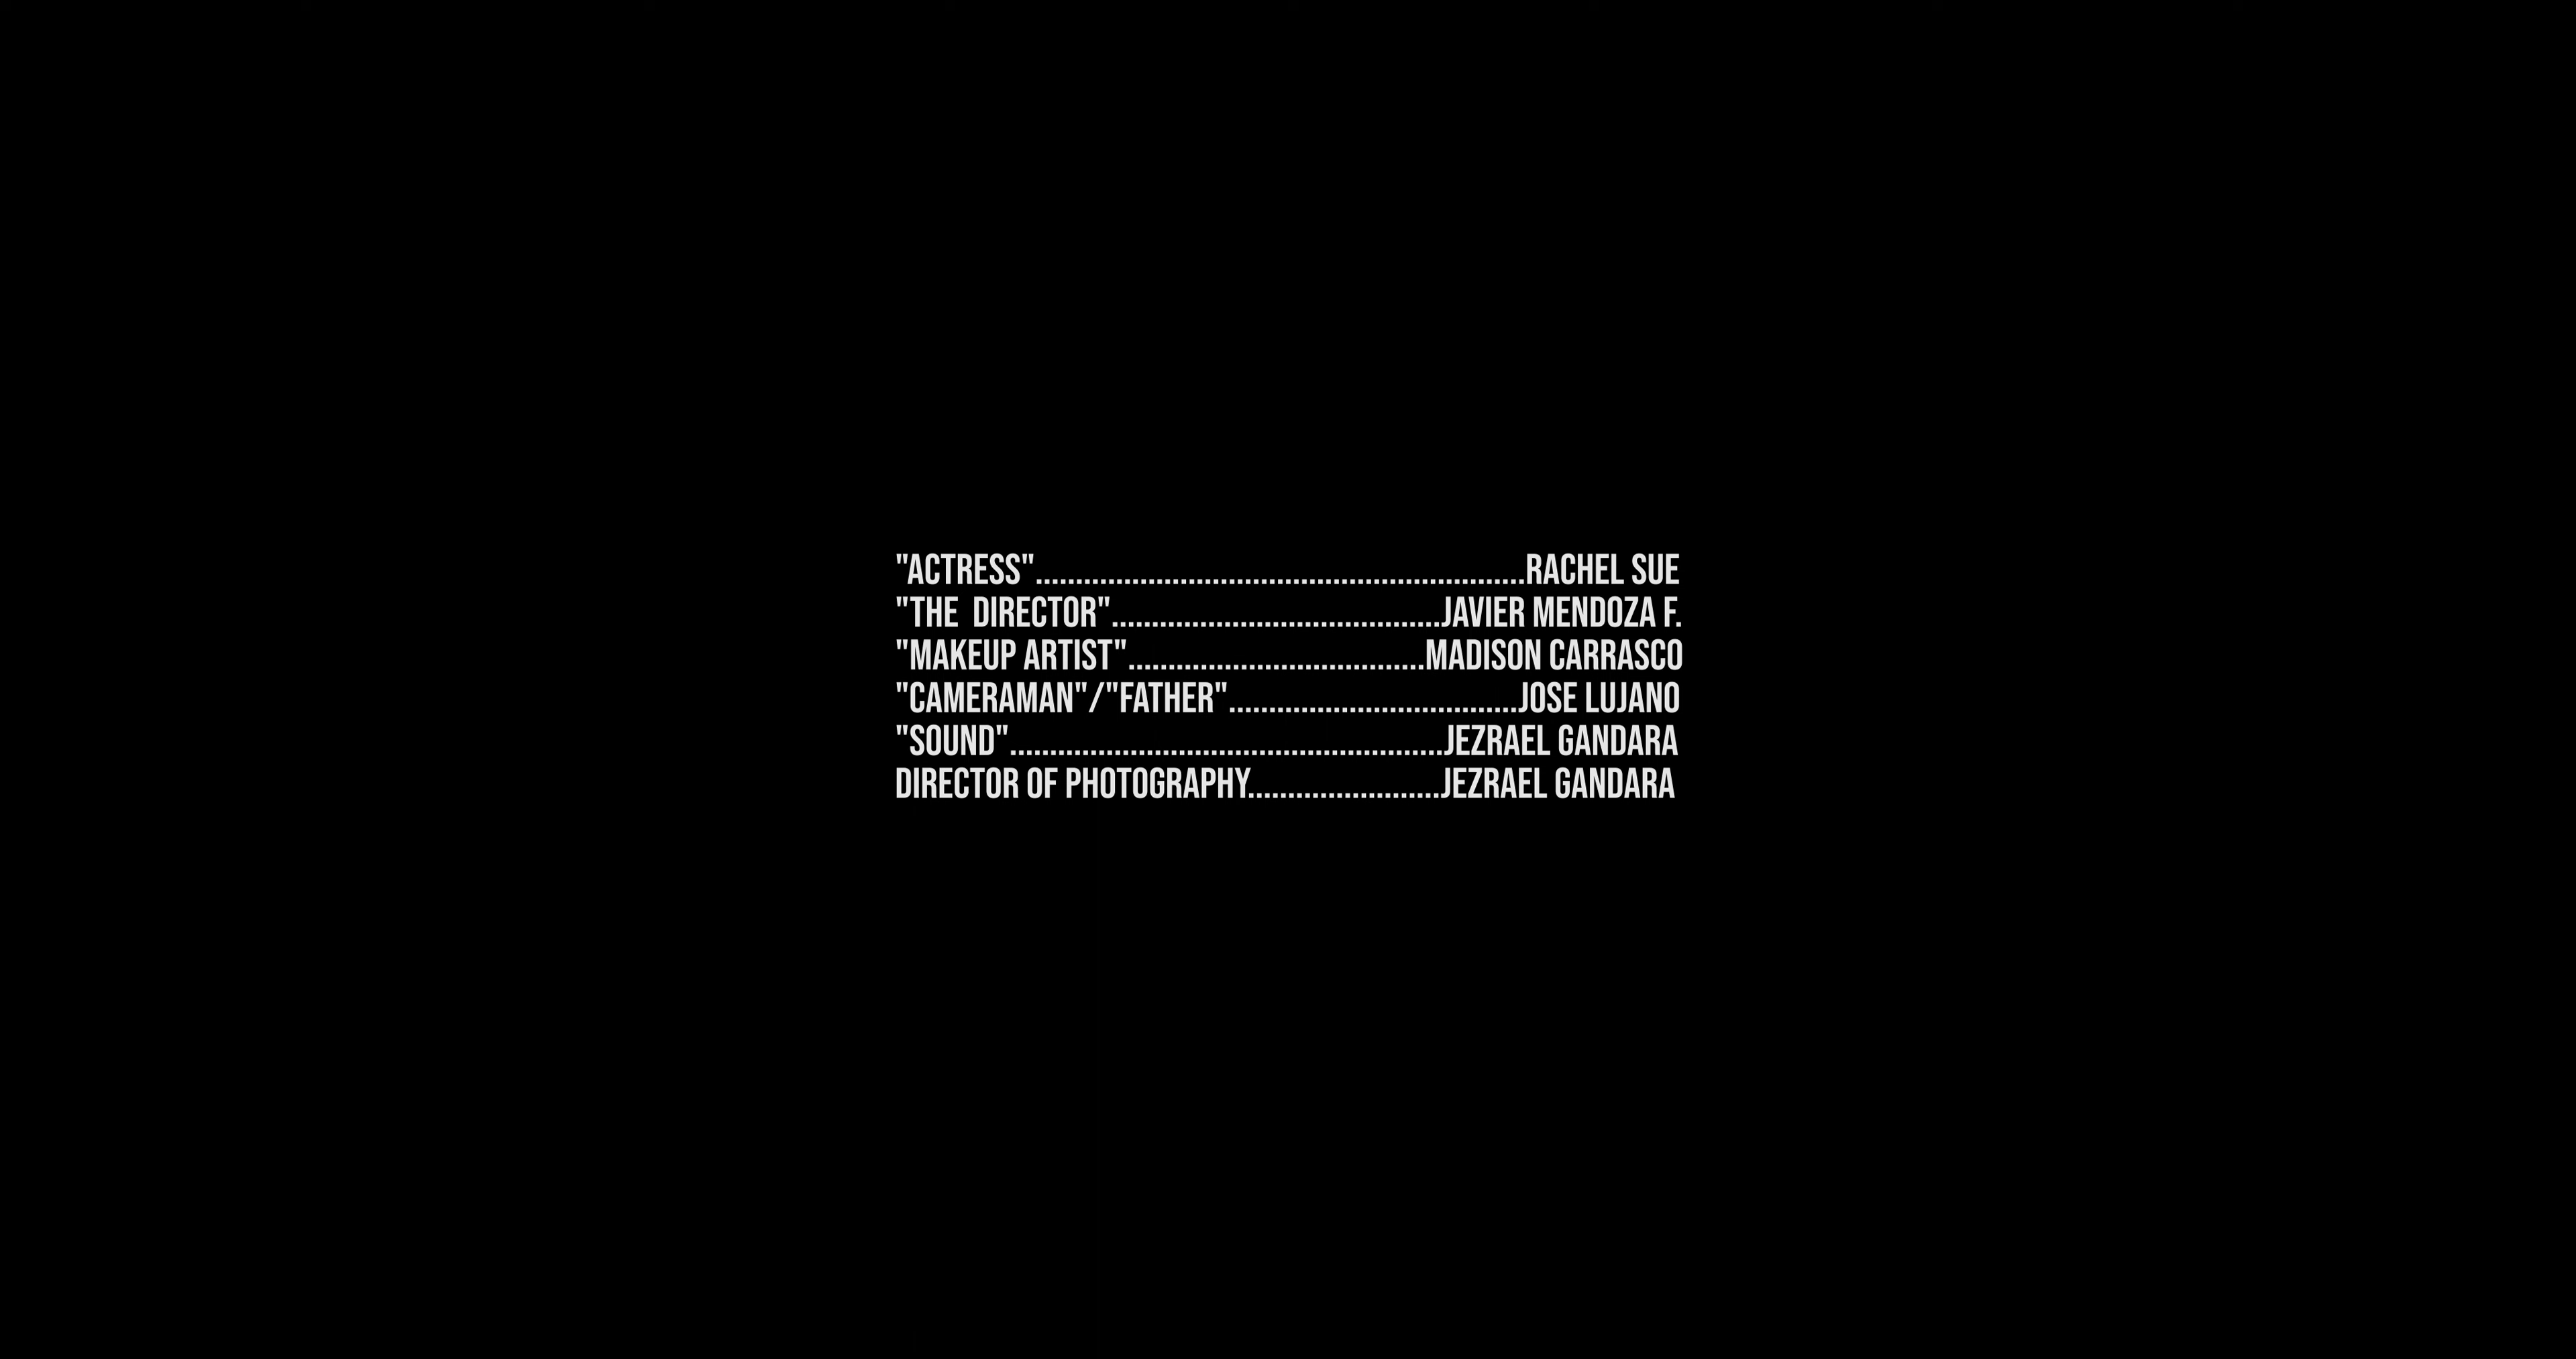 "ACTRESS".............................................................RACHEL SUE
"THE  DIRECTOR".........................................JAVIER MENDOZA F.
"MAKEUP ARTIST".....................................MADISON CARRASCO
"CAMERAMAN"/"FATHER"....................................JOSE LUJANO
"SOUND"......................................................JEZRAEL GANDARA
DIRECTOR OF PHOTOGRAPHY........................JEZRAEL GANDARA